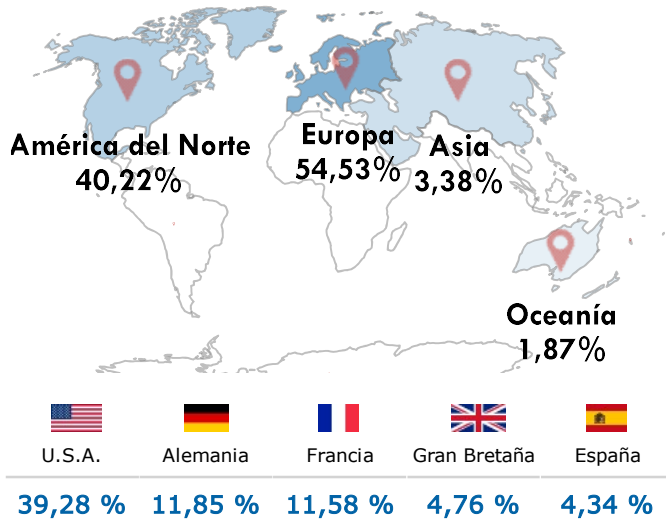 América del Norte
40,22%
Europa
54,53%
Asia
3,38%
Oceanía
1,87%
U.S.A. Alemania Francia Gran Bretaña España
39,28 % 11,85 % 11,58 % 4,76 % 4,34 %